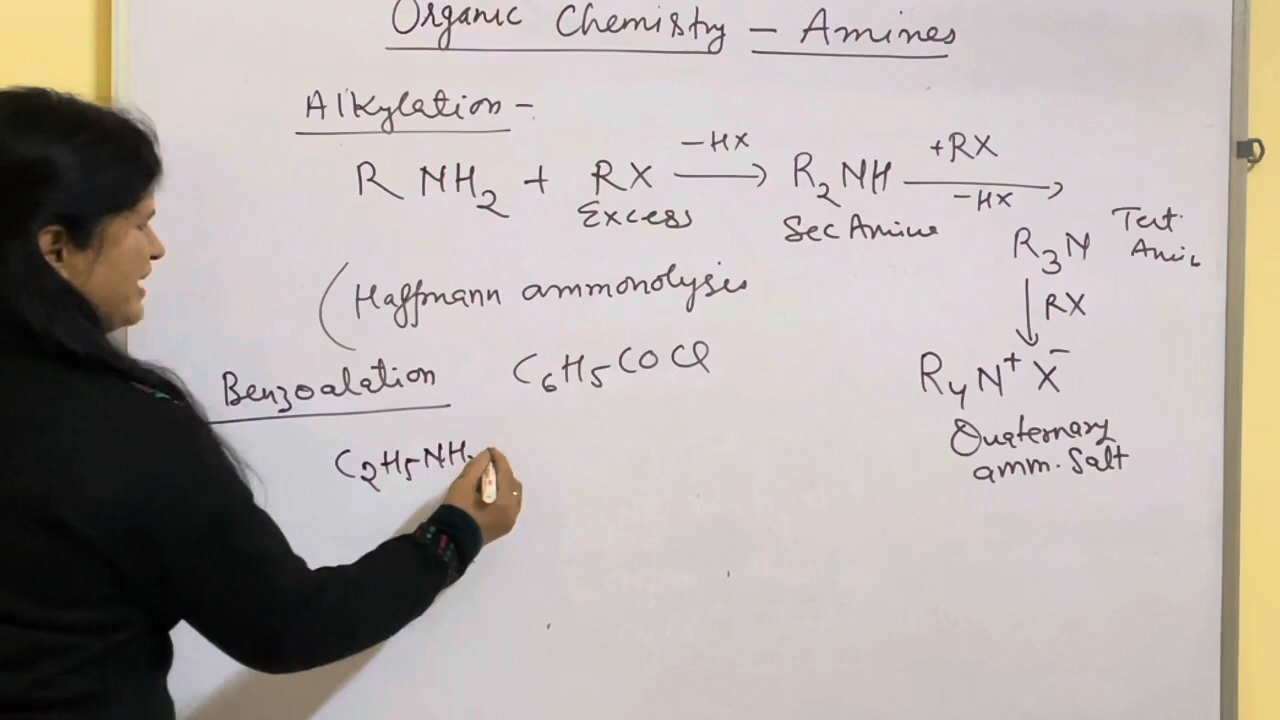 Organic Chemistry - Amines
Alkylation -
R NH₂ + RX —-HX→ R₂NH —+RX -HX→
Excess
Sec Amine
R₃N Tert. Amine
↓ RX
(Haffmann ammonolysis
Benzoalation C₆H₅COCl
R₄N⁺X⁻
Quaternary
amm. Salt
C₂H₅NH₂